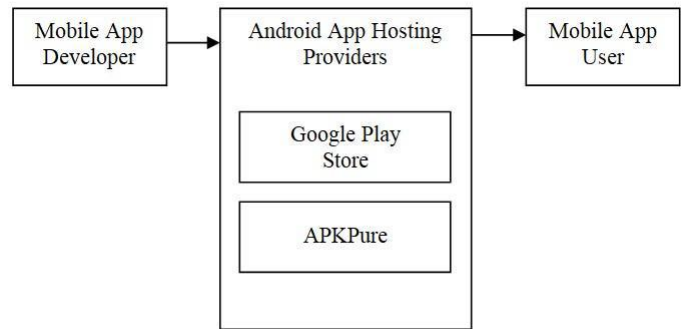 Mobile App
Developer
Android App Hosting
Providers
Mobile App
User
Google Play
Store
APKPure